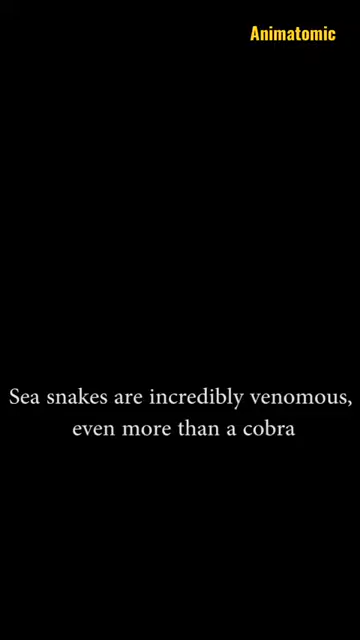 Animatomic
Sea snakes are incredibly venomous,
even more than a cobra